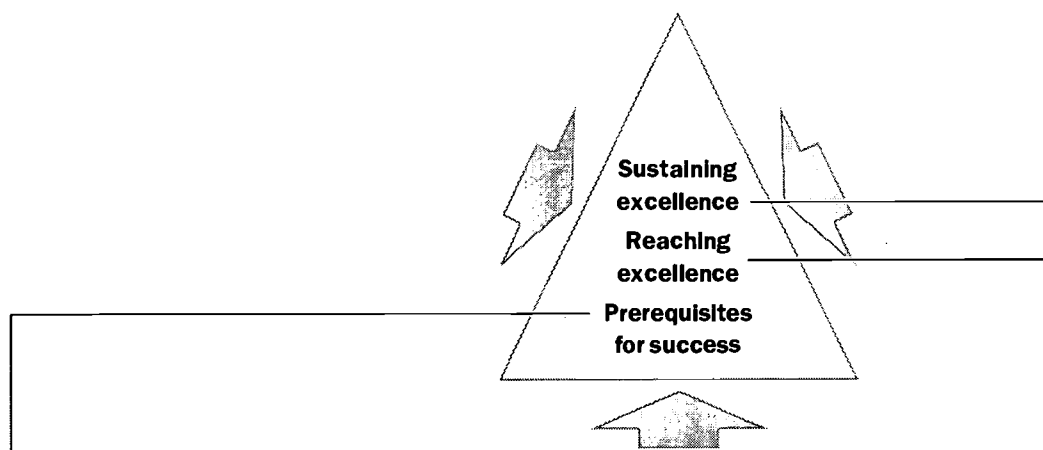 Sustaining
excellence
Reaching
excellence
Prerequisites
for success